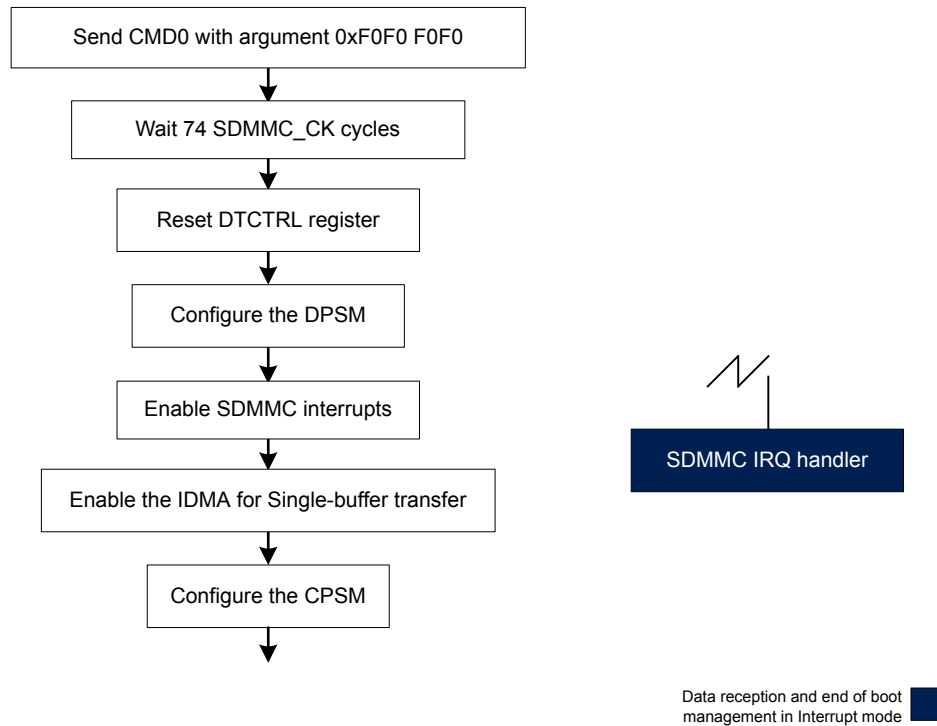 Send CMD0 with argument 0xF0F0 F0F0
Wait 74 SDMMC_CK cycles
Reset DTCTRL register
Configure the DPSM
Enable SDMMC interrupts
SDMMC IRQ handler
Enable the IDMA for Single-buffer transfer
Configure the CPSM
Data reception and end of boot
management in Interrupt mode